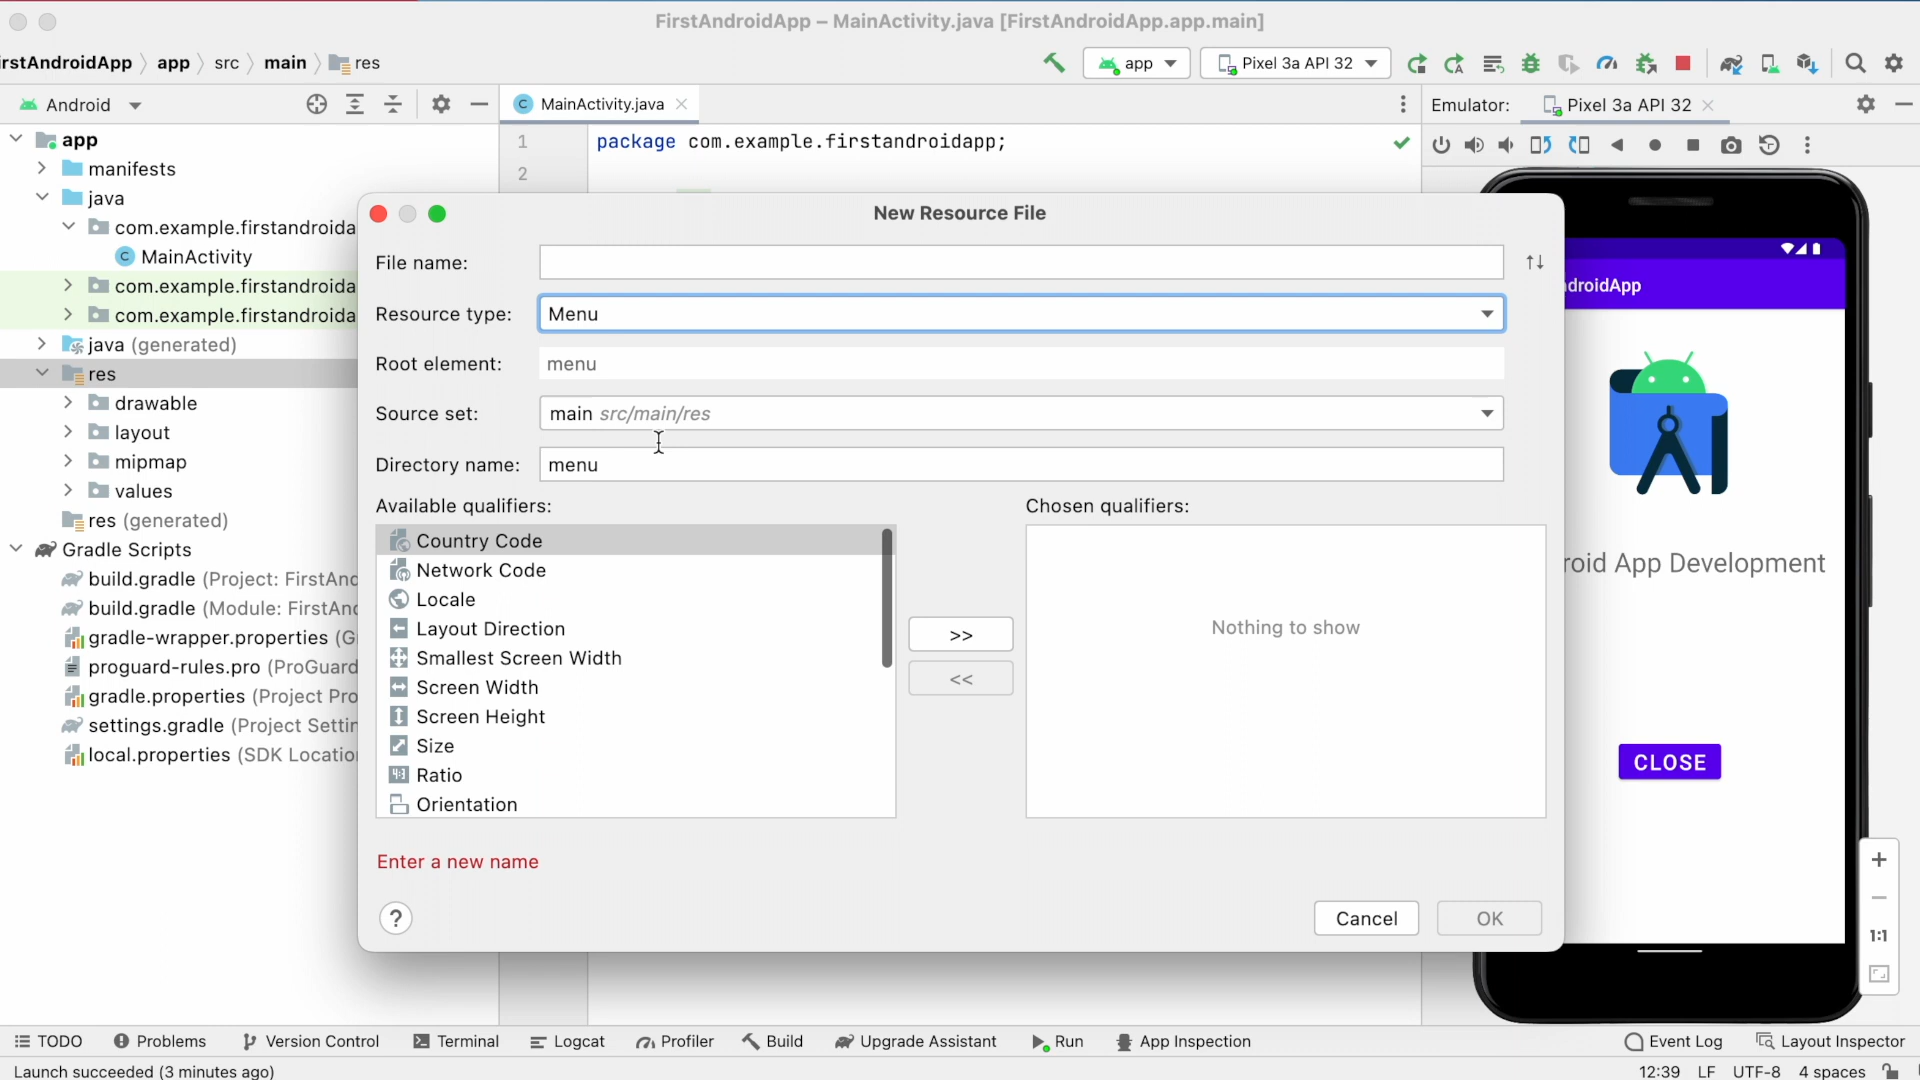 FirstAndroidApp – MainActivity.java [FirstAndroidApp.app.main]
irstAndroidApp app src main res
app Pixel 3a API 32
Android
MainActivity.java
Emulator: Pixel 3a API 32
1 package com.example.firstandroidapp;
2
app
manifests
java
com.example.firstandroida
MainActivity
com.example.firstandroida
com.example.firstandroida
java (generated)
res
drawable
layout
mipmap
values
res (generated)
Gradle Scripts
build.gradle (Project: FirstAnd
build.gradle (Module: FirstAnd
gradle-wrapper.properties (G
proguard-rules.pro (ProGuard
gradle.properties (Project Pro
settings.gradle (Project Settin
local.properties (SDK Location
New Resource File
File name:
Resource type: Menu
Root element: menu
Source set: main src/main/res
Directory name: menu
Available qualifiers:
Country Code
Network Code
Locale
Layout Direction
Smallest Screen Width
Screen Width
Screen Height
Size
4:3 Ratio
Orientation
>>
<<
Chosen qualifiers:
Nothing to show
Enter a new name
?
Cancel OK
droidApp
roid App Development
CLOSE
1:1
TODO Problems Version Control Terminal Logcat Profiler Build Upgrade Assistant Run App Inspection Event Log Layout Inspector
Launch succeeded (3 minutes ago) 12:39 LF UTF-8 4 spaces